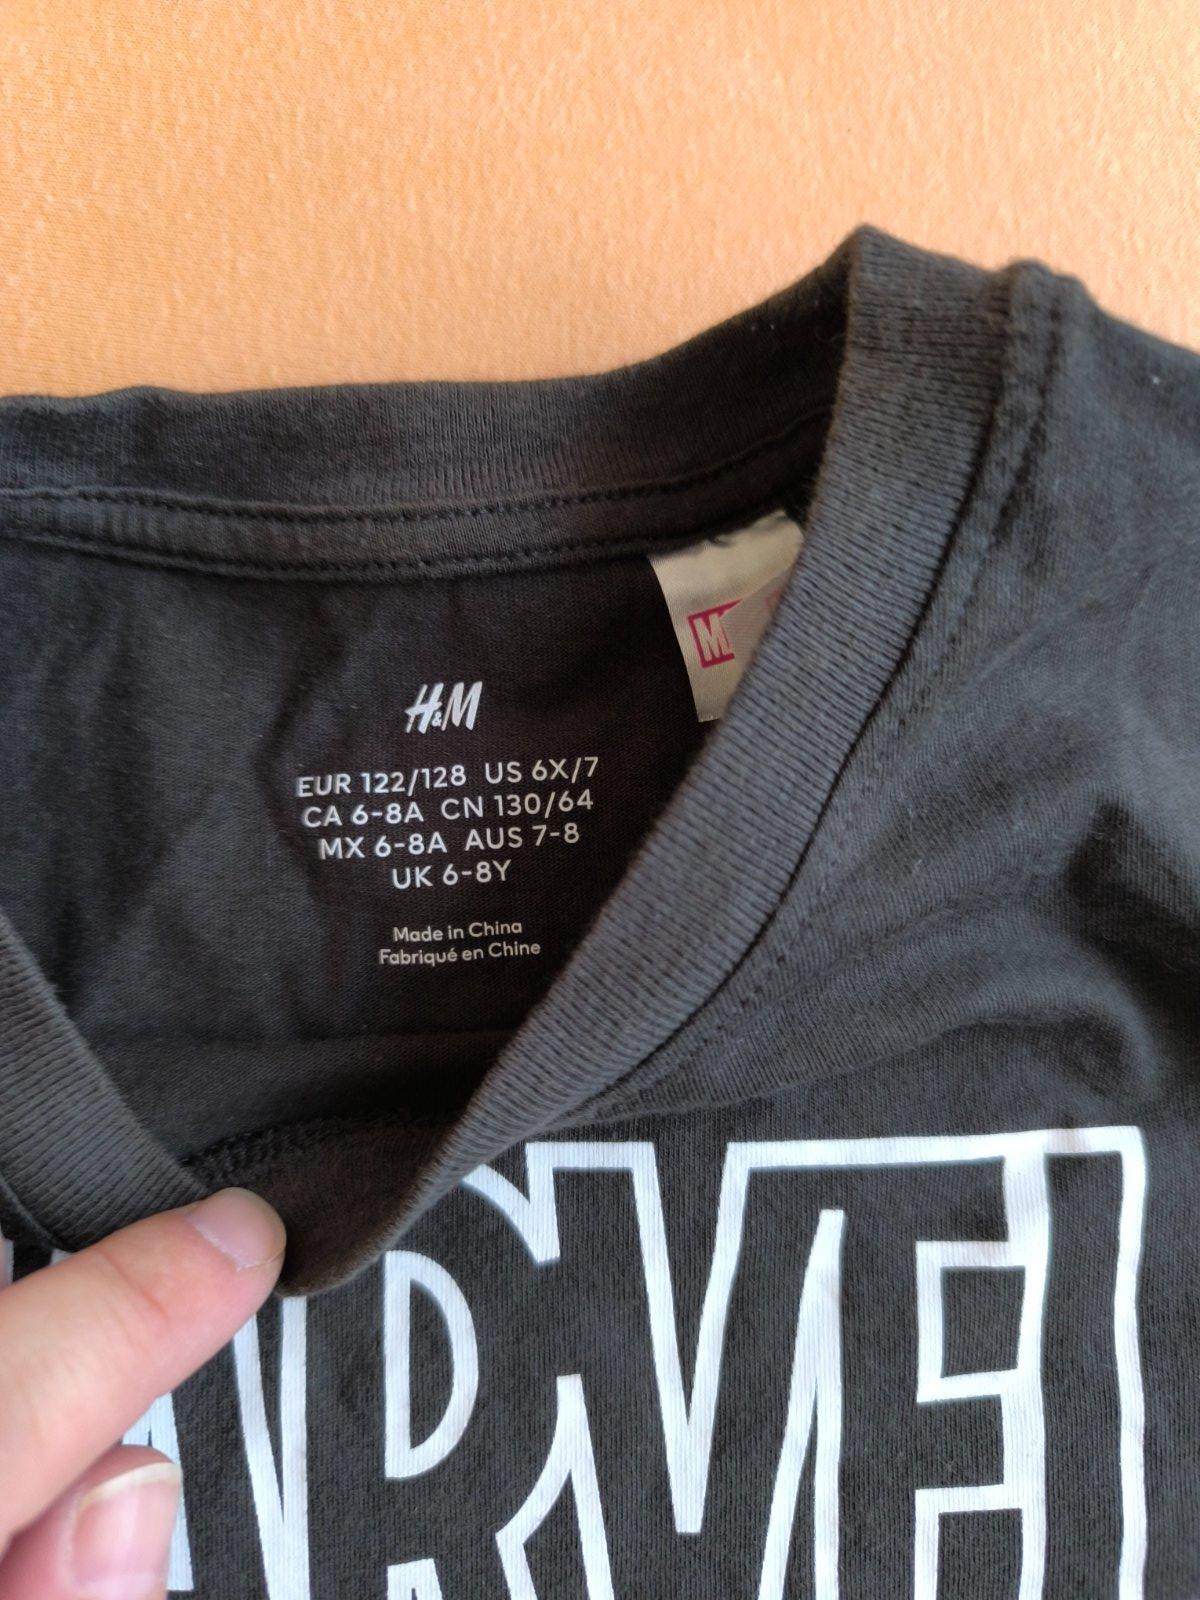 H&M
EUR 122/128 US 6X/7
CA 6-8A CN 130/64
MX 6-8A AUS 7-8
UK 6-8Y
Made in China
Fabriqué en Chine
ARVEL